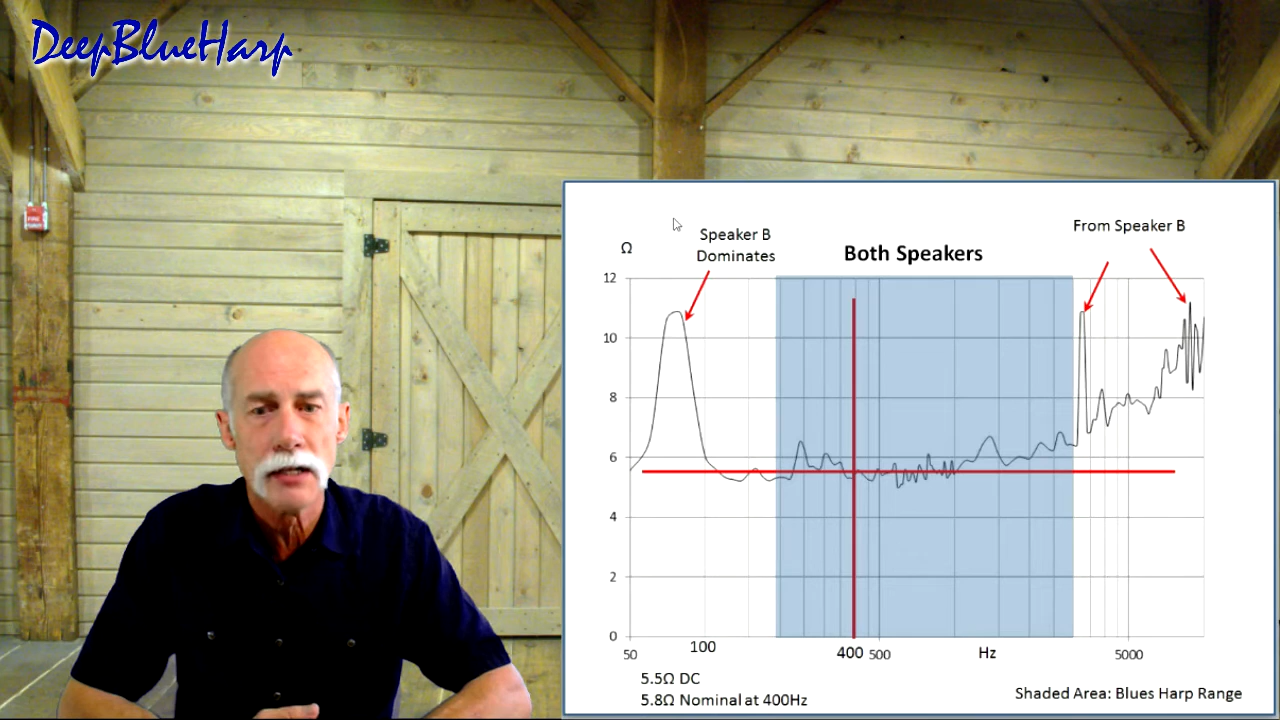 DeepBlueHarp
FIRE
Speaker B
Dominates
From Speaker B
Ω
Both Speakers
12
10
8
6
4
2
0
50
100
400
500
Hz
5000
5.5Ω DC
5.8Ω Nominal at 400Hz
Shaded Area: Blues Harp Range